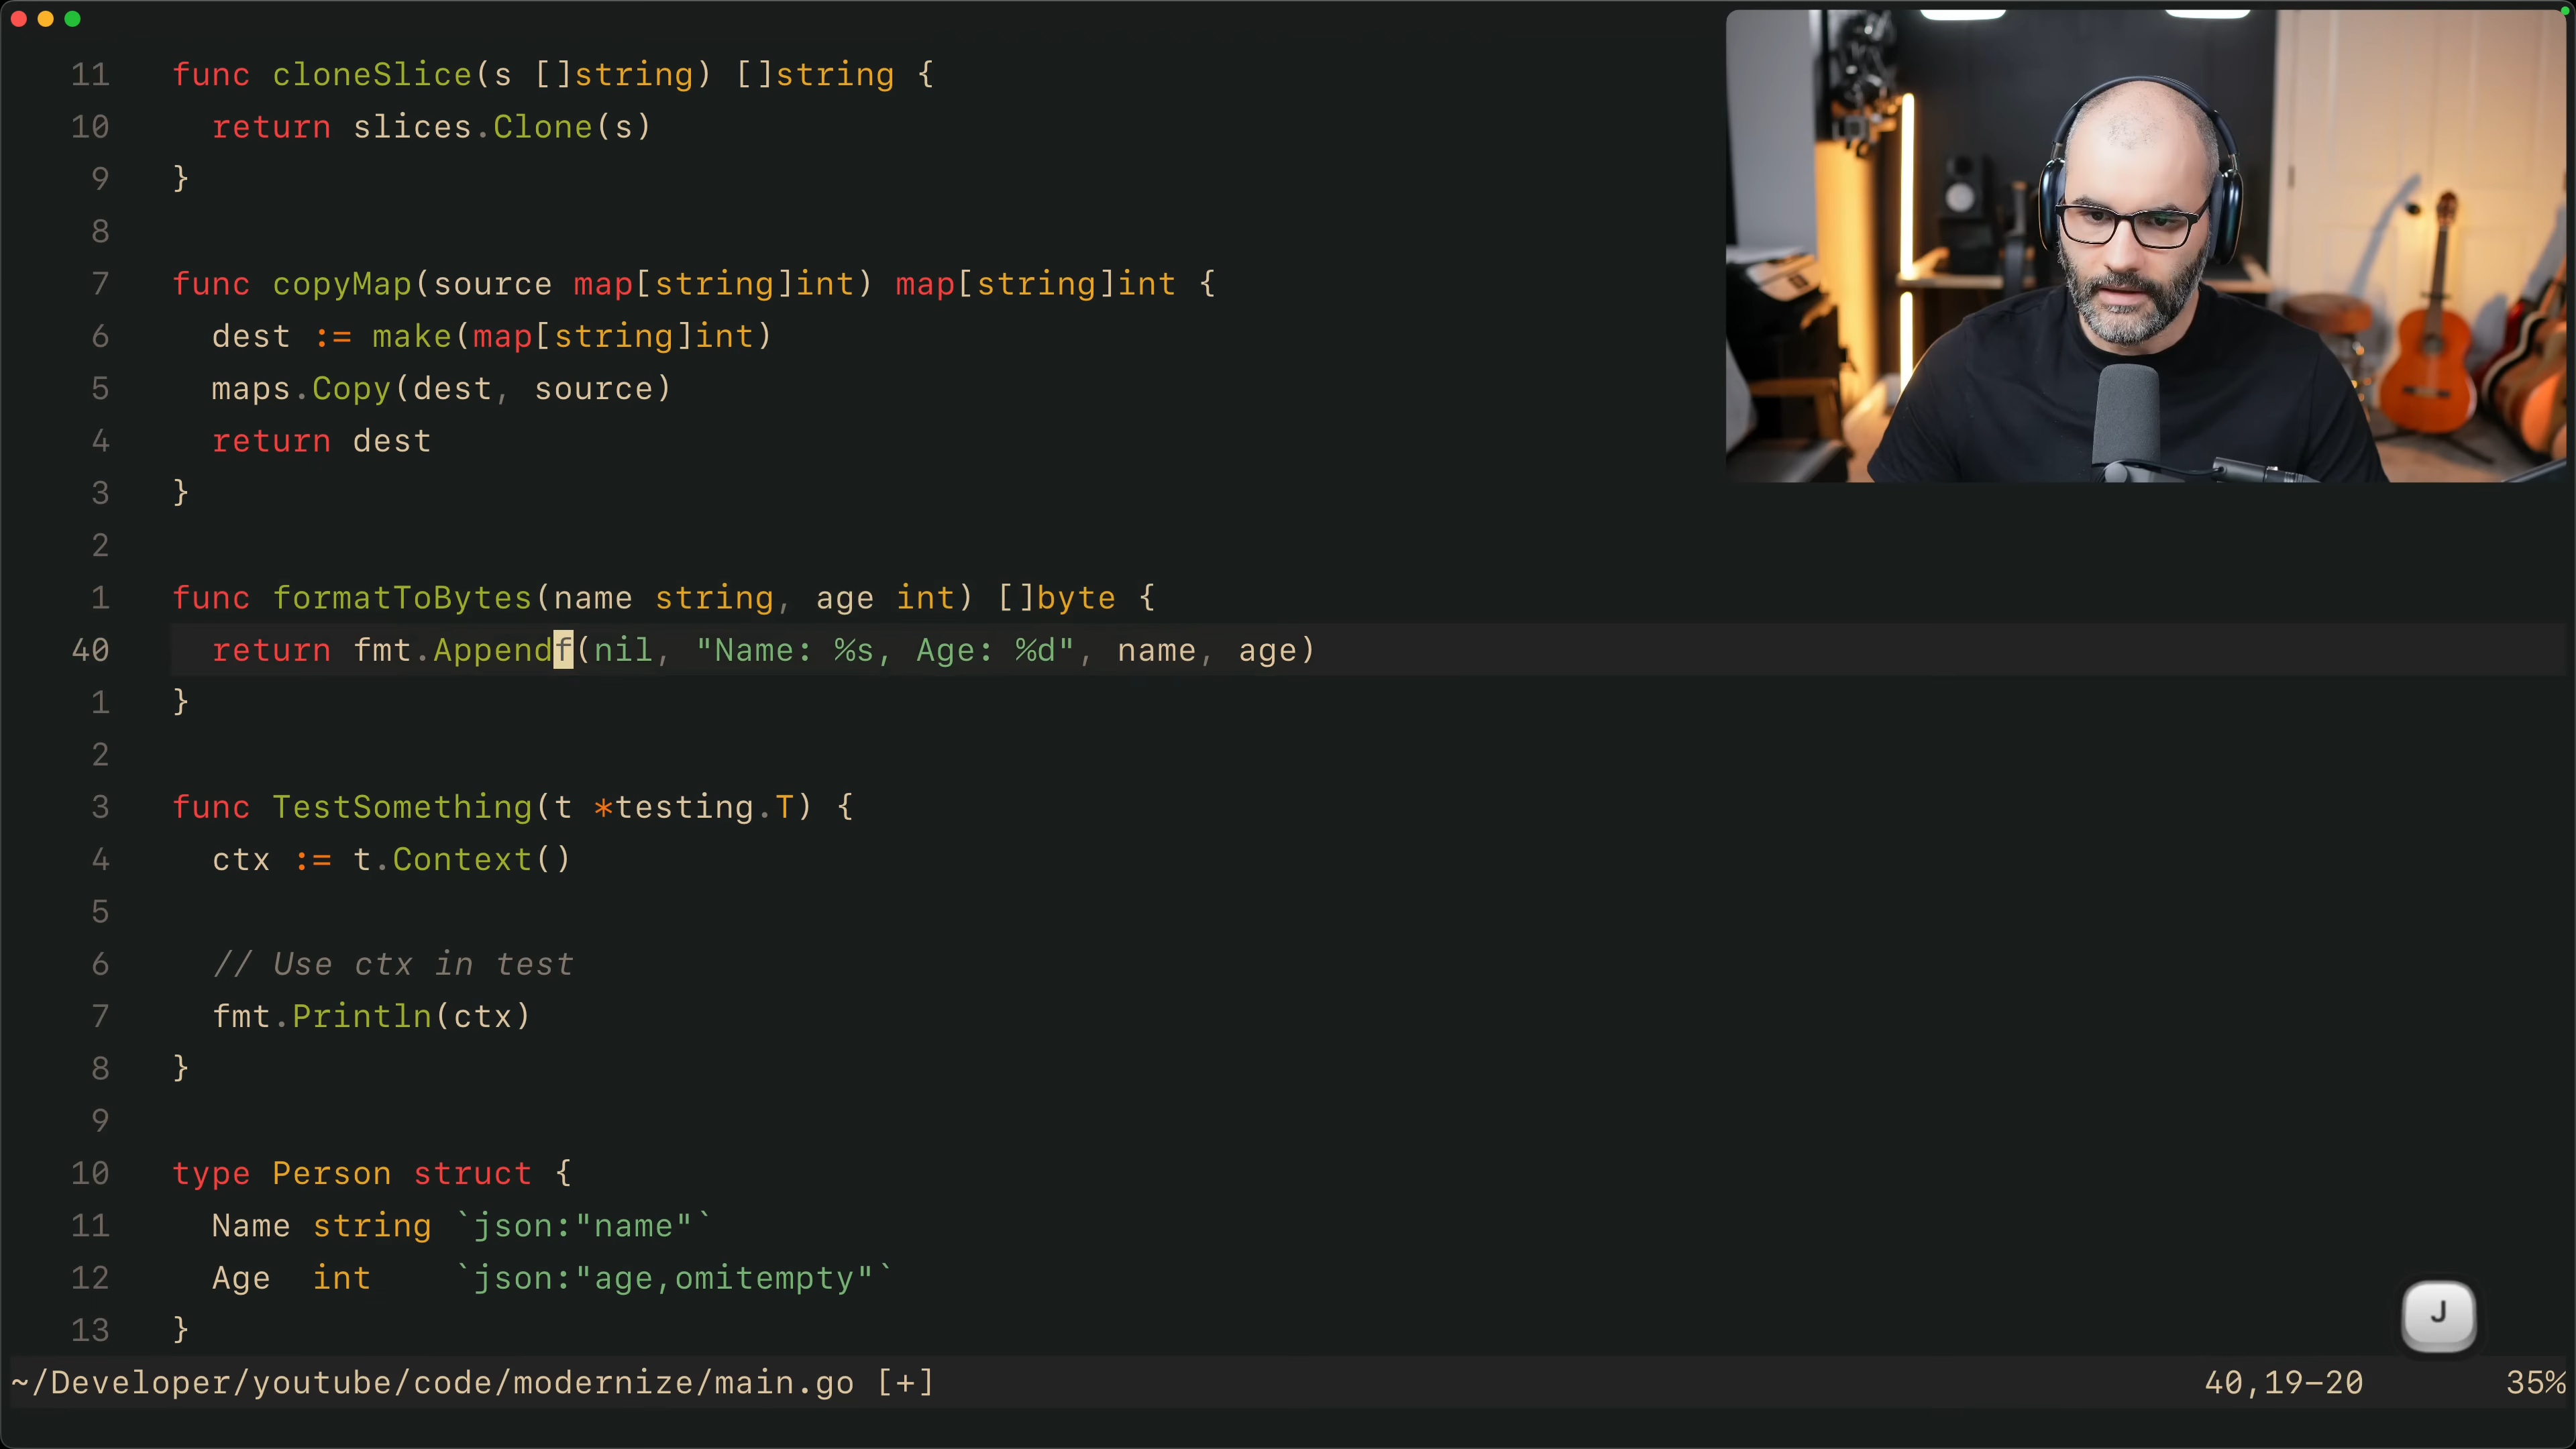 11 func cloneSlice(s []string) []string {
10 return slices.Clone(s)
9 }
8
7 func copyMap(source map[string]int) map[string]int {
6 dest := make(map[string]int)
5 maps.Copy(dest, source)
4 return dest
3 }
2
1 func formatToBytes(name string, age int) []byte {
40 return fmt.Appendf(nil, "Name: %s, Age: %d", name, age)
1 }
2
3 func TestSomething(t *testing.T) {
4 ctx := t.Context()
5
6 // Use ctx in test
7 fmt.Println(ctx)
8 }
9
10 type Person struct {
11 Name string `json:"name"`
12 Age int `json:"age,omitempty"`
13 }
J
~/Developer/youtube/code/modernize/main.go [+] 40,19-20 35%